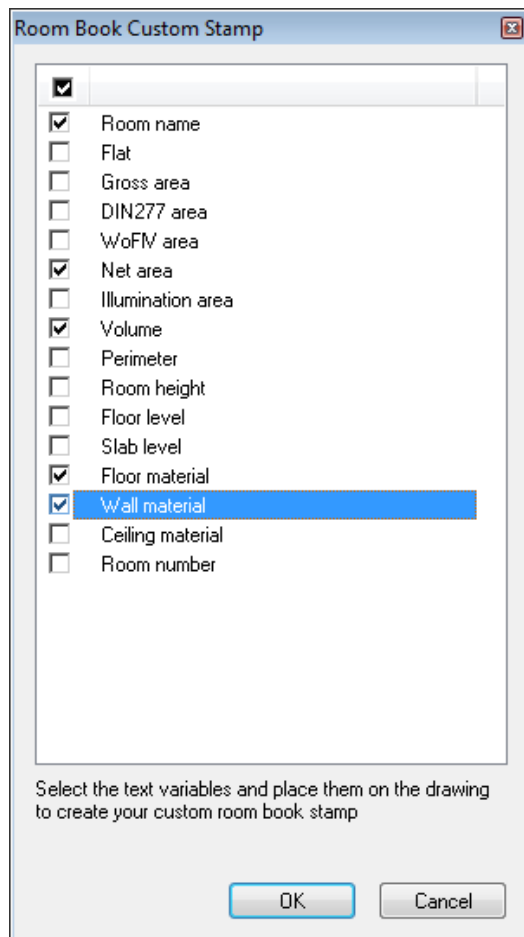 Room Book Custom Stamp
Room name
Flat
Gross area
DIN277 area
WoFlV area
Net area
Illumination area
Volume
Perimeter
Room height
Floor level
Slab level
Floor material
Wall material
Ceiling material
Room number
Select the text variables and place them on the drawing
to create your custom room book stamp
OK
Cancel